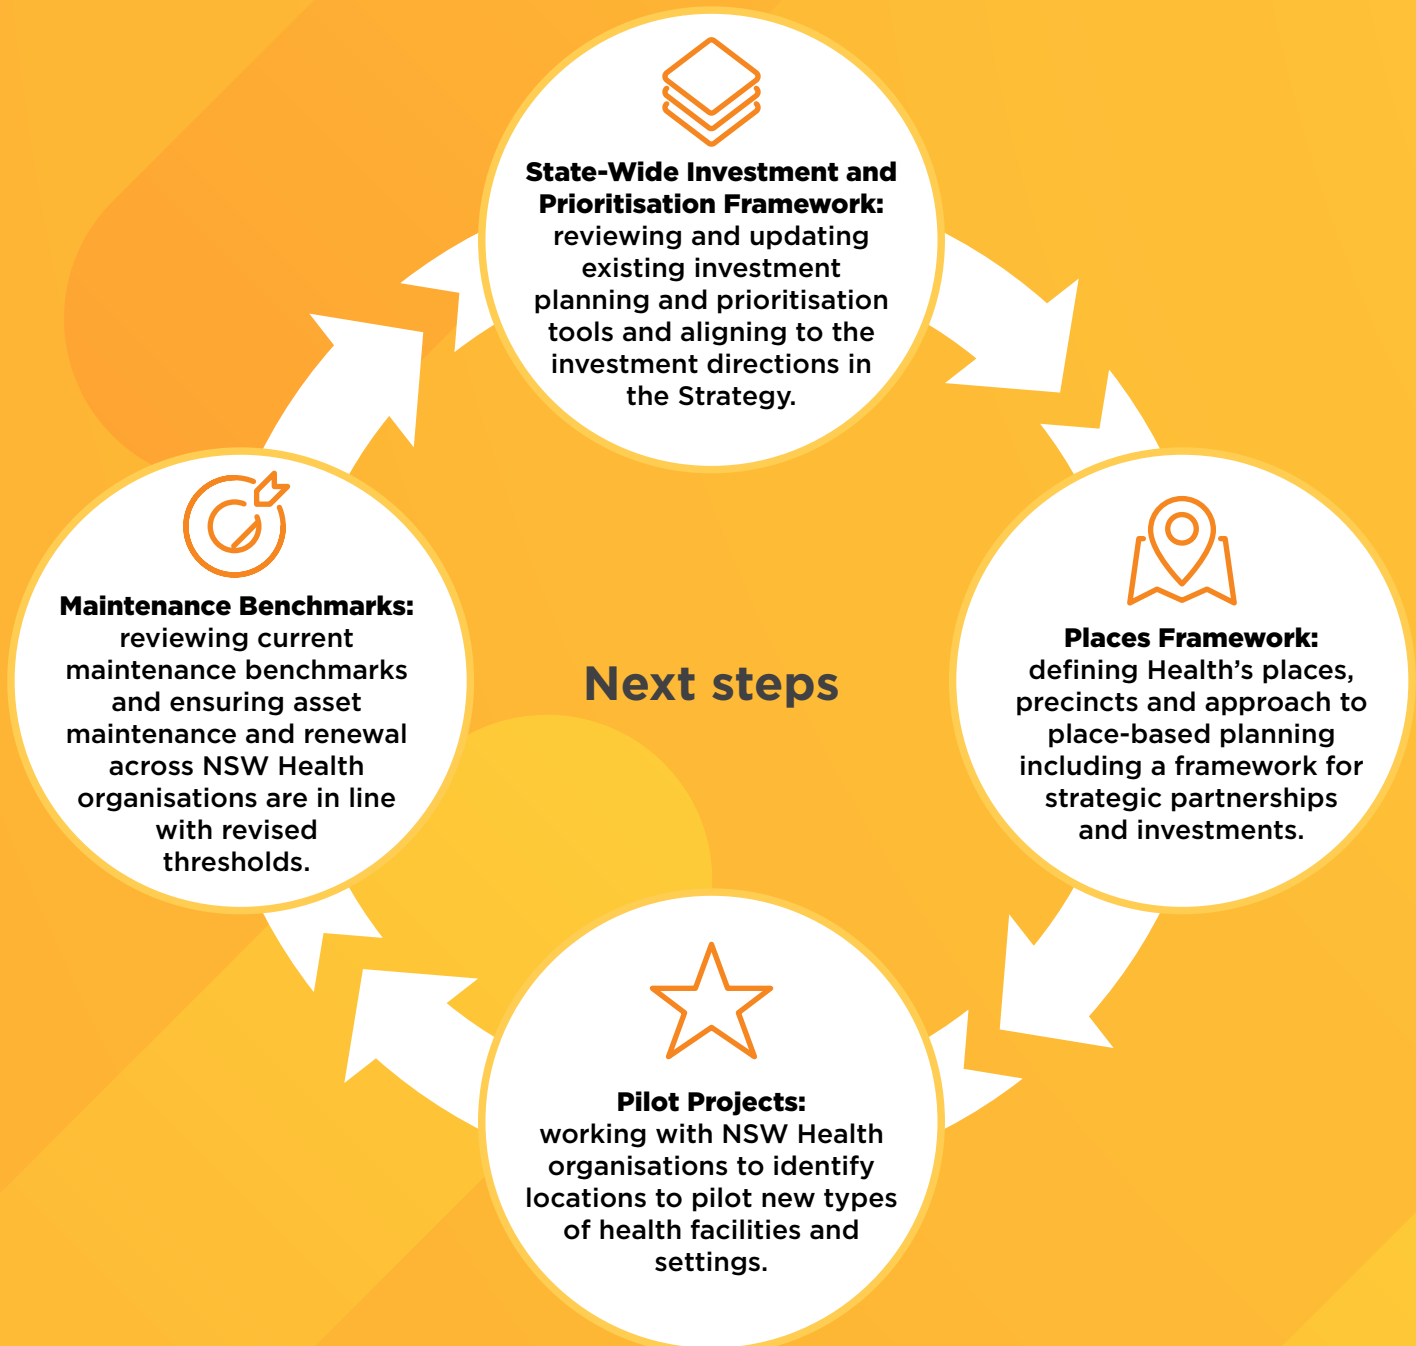 State-Wide Investment and
Prioritisation Framework:
reviewing and updating
existing investment
planning and prioritisation
tools and aligning to the
investment directions in
the Strategy.
Maintenance Benchmarks:
reviewing current
maintenance benchmarks
and ensuring asset
maintenance and renewal
across NSW Health
organisations are in line
with revised
thresholds.
Next steps
Places Framework:
defining Health’s places,
precincts and approach to
place-based planning
including a framework for
strategic partnerships
and investments.
Pilot Projects:
working with NSW Health
organisations to identify
locations to pilot new types
of health facilities and
settings.